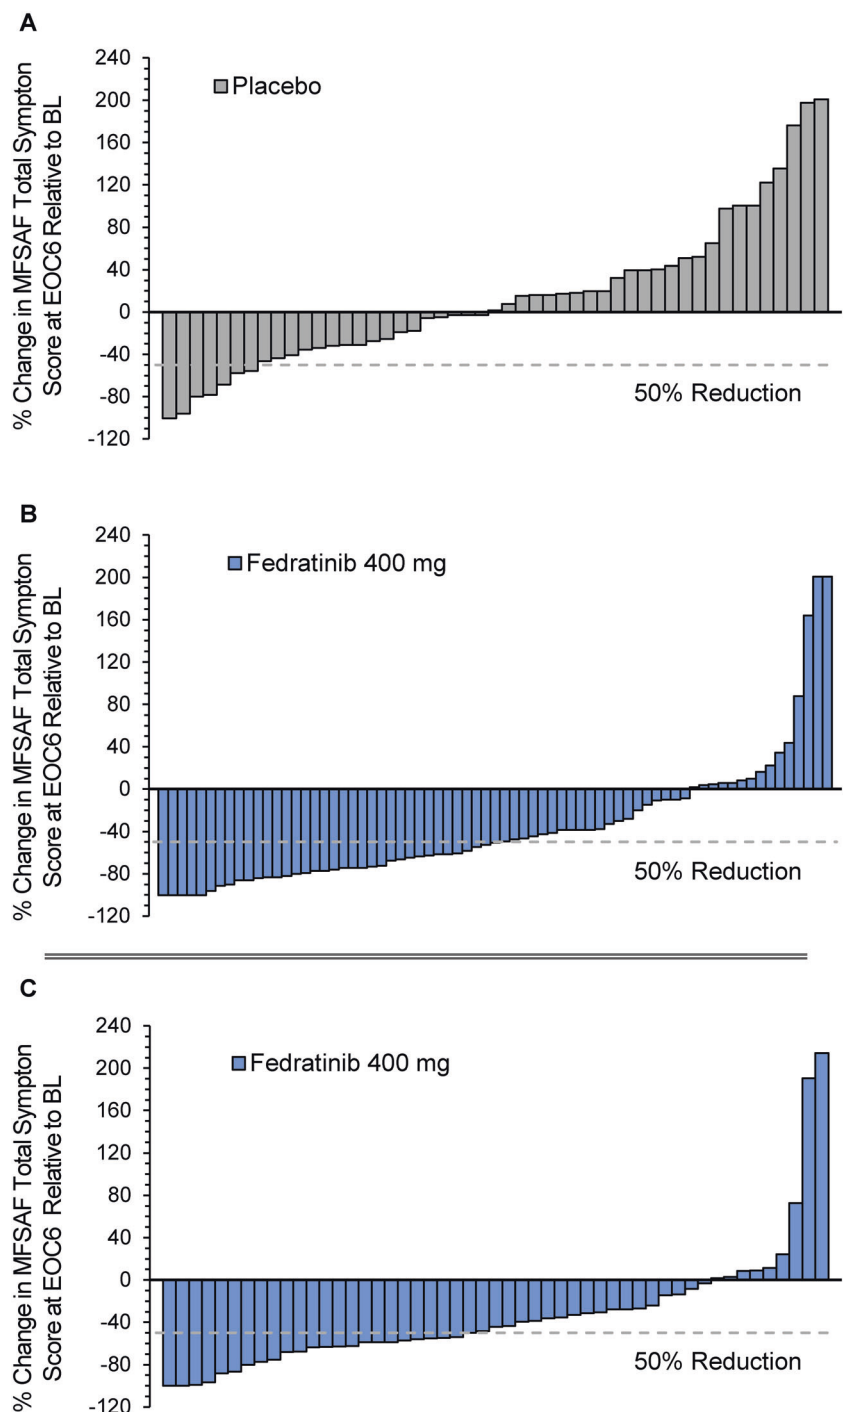 A
% Change in MFSAF Total Sympton
Score at EOC6 Relative to BL
240
200
160
120
80
40
0
-40
-80
-120
Placebo
50% Reduction
B
% Change in MFSAF Total Sympton
Score at EOC6 Relative to BL
240
200
160
120
80
40
0
-40
-80
-120
Fedratinib 400 mg
50% Reduction
C
% Change in MFSAF Total Sympton
Score at EOC6 Relative to BL
240
200
160
120
80
40
0
-40
-80
-120
Fedratinib 400 mg
50% Reduction